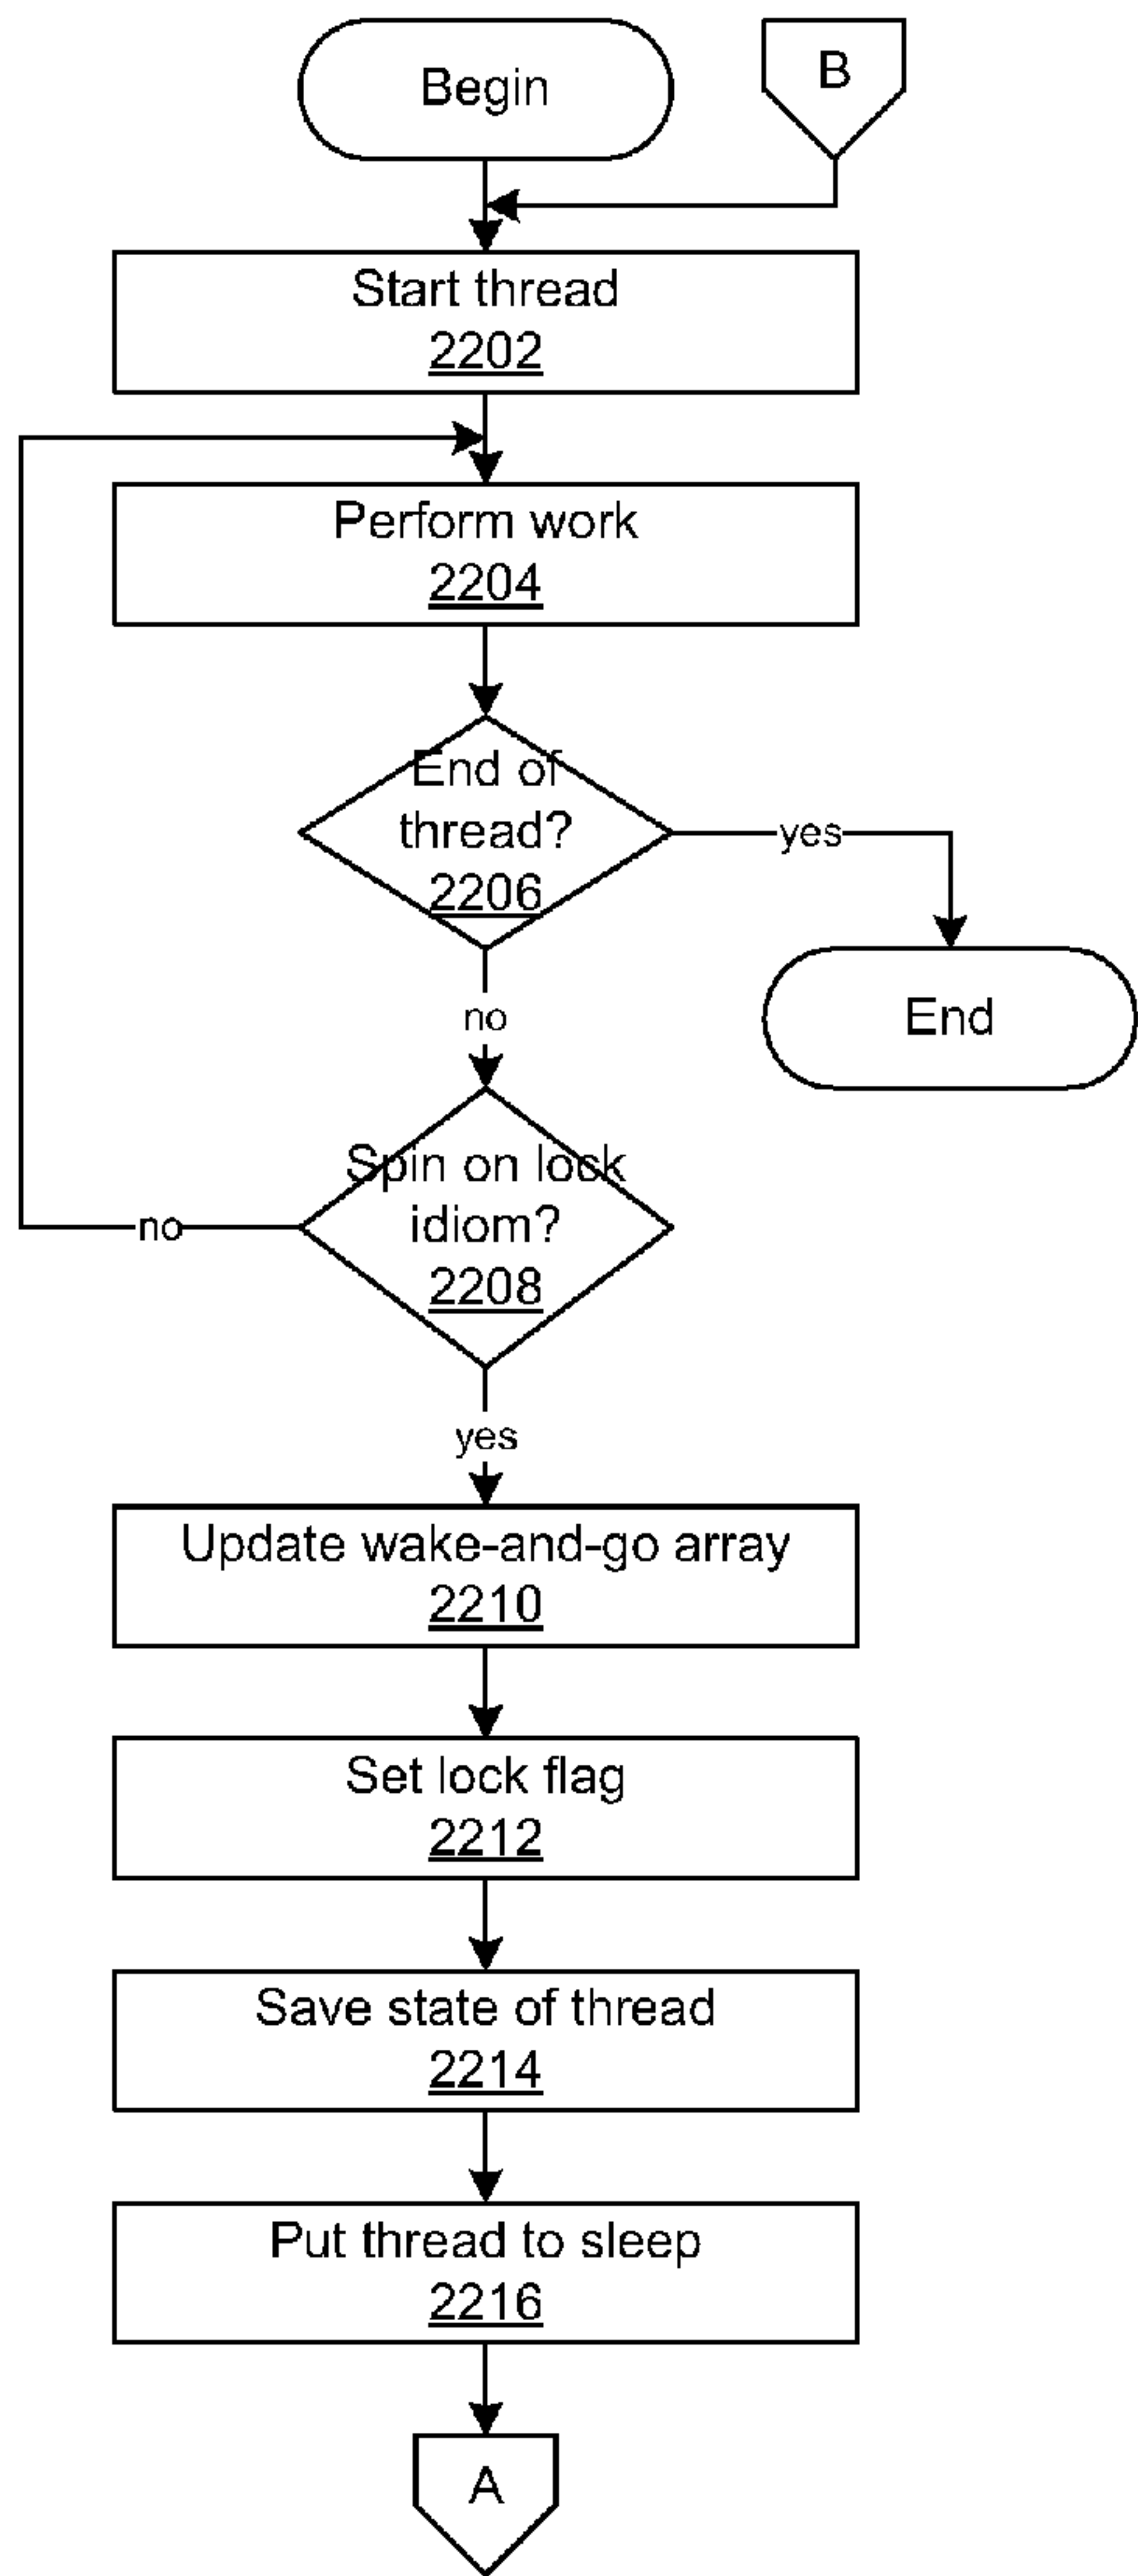 Begin
B
Start thread
2202
Perform work
2204
End of
thread?
2206
yes
End
no
Spin on lock
idiom?
2208
no
yes
Update wake-and-go array
2210
Set lock flag
2212
Save state of thread
2214
Put thread to sleep
2216
A